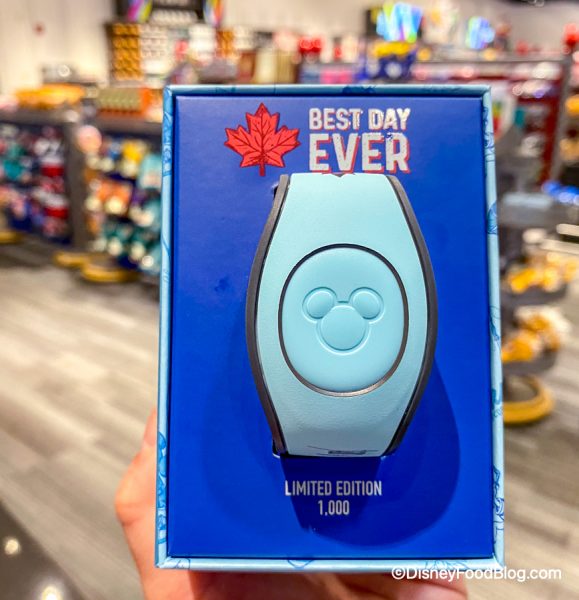 BEST DAY
EVER
LIMITED EDITION
1,000
©DisneyFoodBlog.com